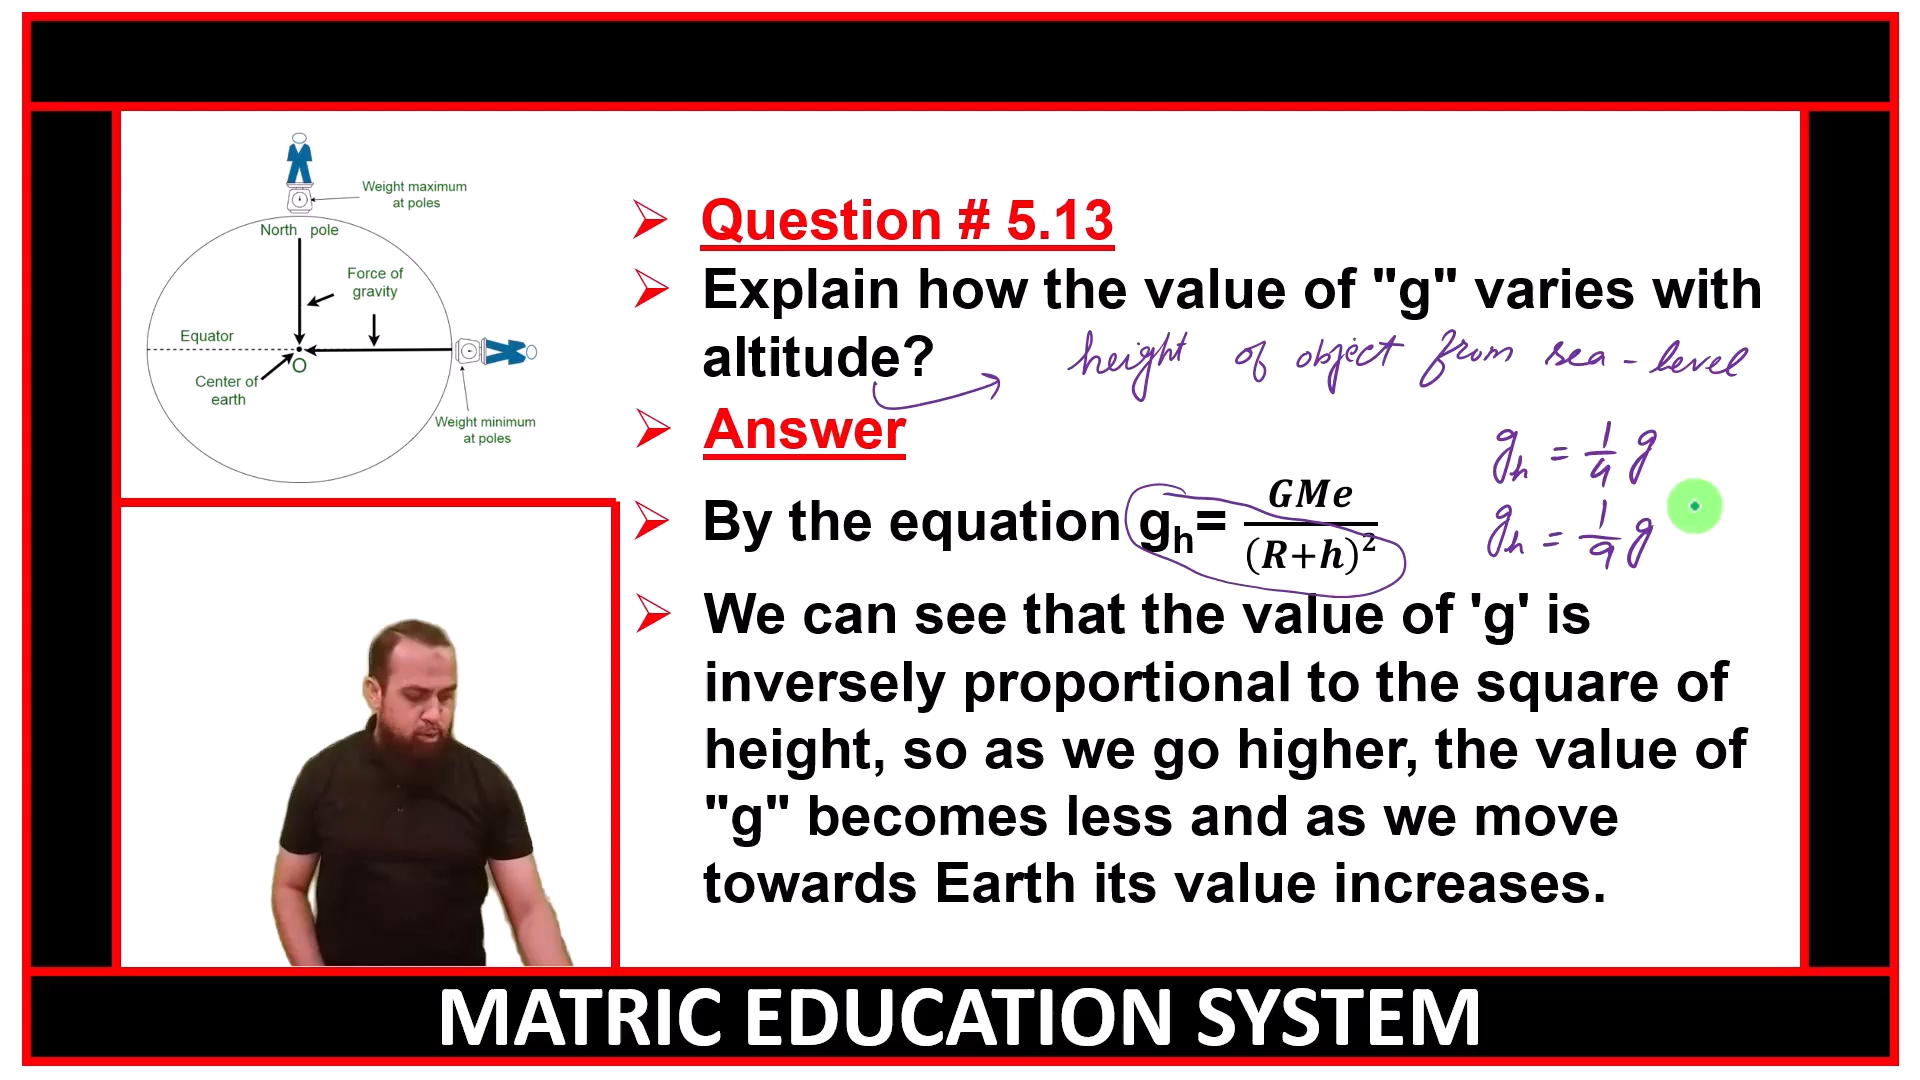 Weight maximum
at poles
North pole
Force of
gravity
Equator
O
Center of
earth
Weight minimum
at poles
Question # 5.13
Explain how the value of "g" varies with
altitude? height of object from sea-level
Answer
gh = 1/4 g
By the equation gh= GMe/(R+h)²
gh = 1/9 g
We can see that the value of 'g' is
inversely proportional to the square of
height, so as we go higher, the value of
"g" becomes less and as we move
towards Earth its value increases.
MATRIC EDUCATION SYSTEM